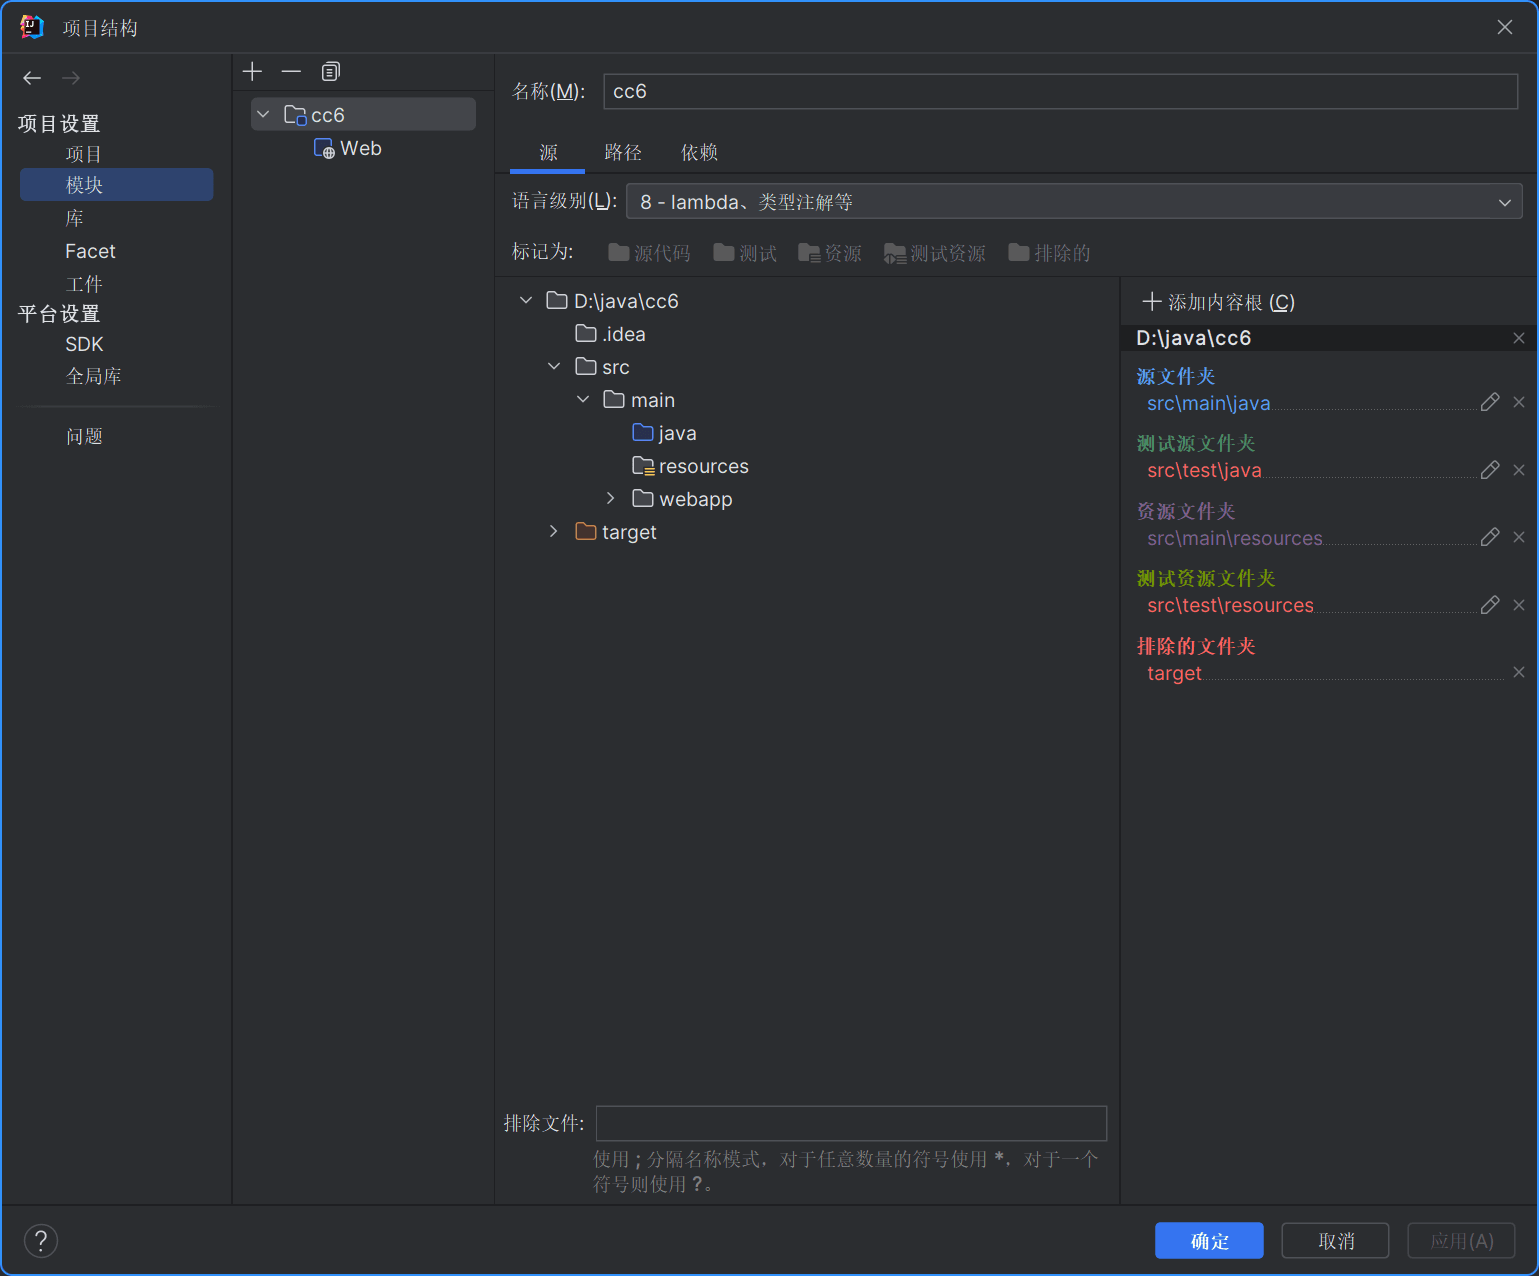 项目结构
项目设置
项目
模块
库
Facet
工件
平台设置
SDK
全局库
问题
cc6
Web
名称(M): cc6
源 路径 依赖
语言级别(L): 8 - lambda、类型注解等
标记为: 源代码 测试 资源 测试资源 排除的
D:\java\cc6
.idea
src
main
java
resources
webapp
target
添加内容根 (C)
D:\java\cc6
源文件夹
src\main\java
测试源文件夹
src\test\java
资源文件夹
src\main\resources
测试资源文件夹
src\test\resources
排除的文件夹
target
排除文件:
使用 ; 分隔名称模式，对于任意数量的符号使用 *，对于一个
符号则使用 ?。
?
确定 取消 应用(A)